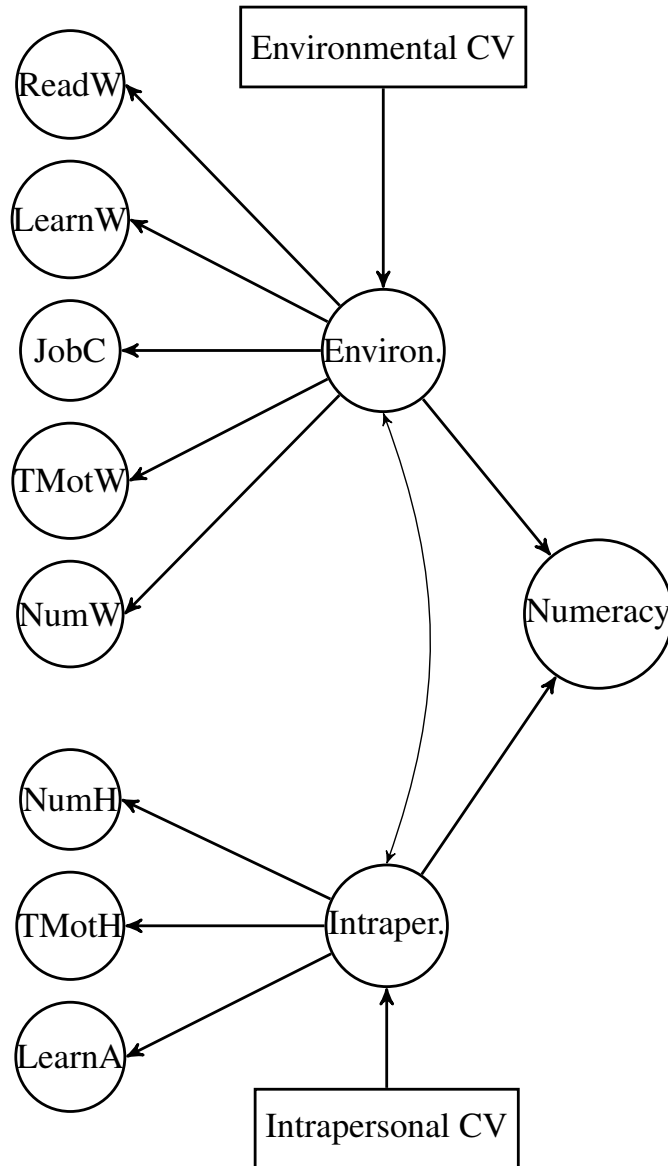 Environmental CV
ReadW
LearnW
JobC
Environ.
TMotW
NumW
Numeracy
NumH
TMotH
Intraper.
LearnA
Intrapersonal CV